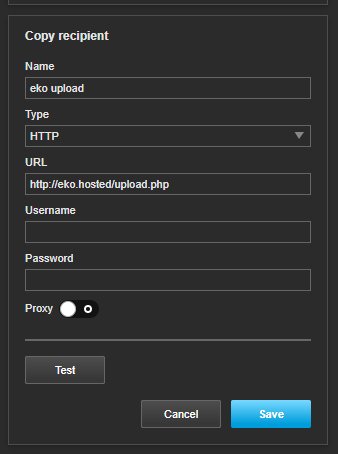 Copy recipient
Name
eko upload
Type
HTTP
URL
http://eko.hosted/upload.php
Username
Password
Proxy
Test
Cancel
Save